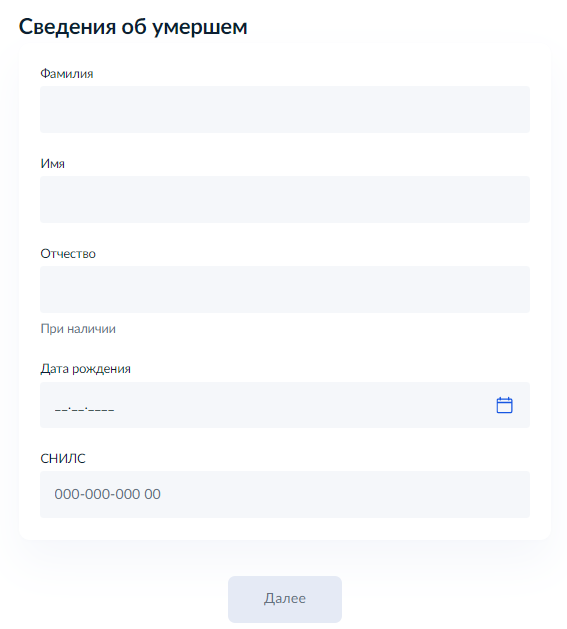 Сведения об умершем
Фамилия
Имя
Отчество
При наличии
Дата рождения
__.__.____
СНИЛС
000-000-000 00
Далее